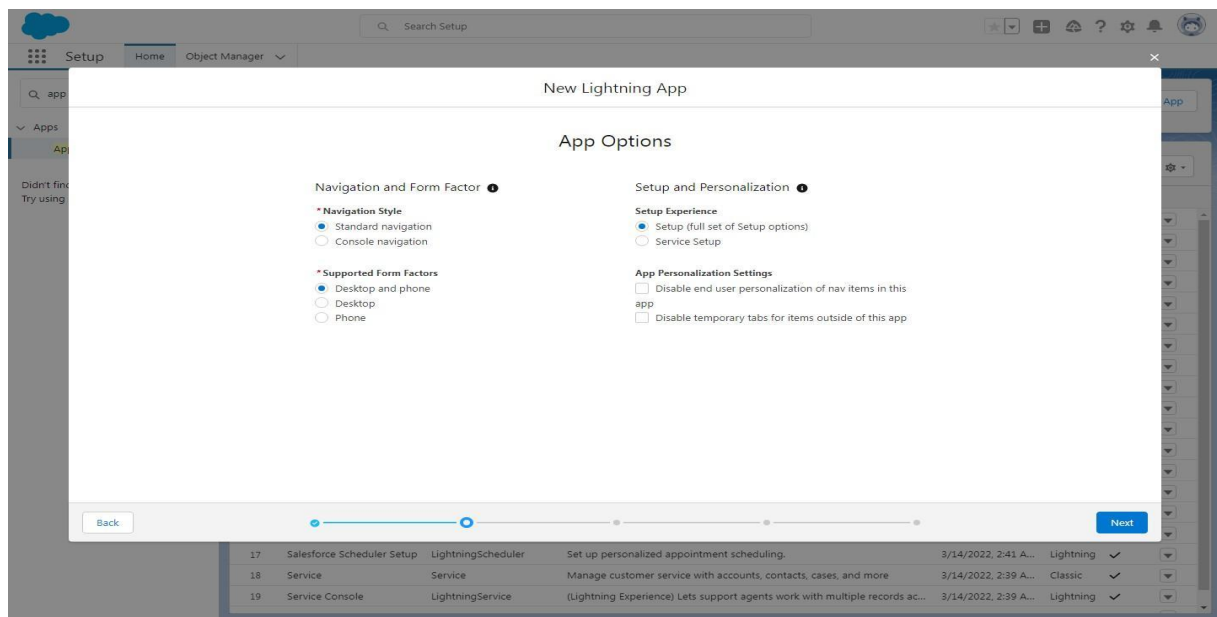 Search Setup
Setup
Home
Object Manager
app
New Lightning App
App
Apps
App Options
Didn't find
Try using
Navigation and Form Factor
*Navigation Style
Standard navigation
Console navigation
*Supported Form Factors
Desktop and phone
Desktop
Phone
Setup and Personalization
Setup Experience
Setup (full set of Setup options)
Service Setup
App Personalization Settings
Disable end user personalization of nav items in this
app
Disable temporary tabs for items outside of this app
Back
Next
17 Salesforce Scheduler Setup LightningScheduler Set up personalized appointment scheduling. 3/14/2022, 2:41 A... Lightning
18 Service Service Manage customer service with accounts, contacts, cases, and more 3/14/2022, 2:39 A... Classic
19 Service Console LightningService (Lightning Experience) Lets support agents work with multiple records ac... 3/14/2022, 2:39 A... Lightning